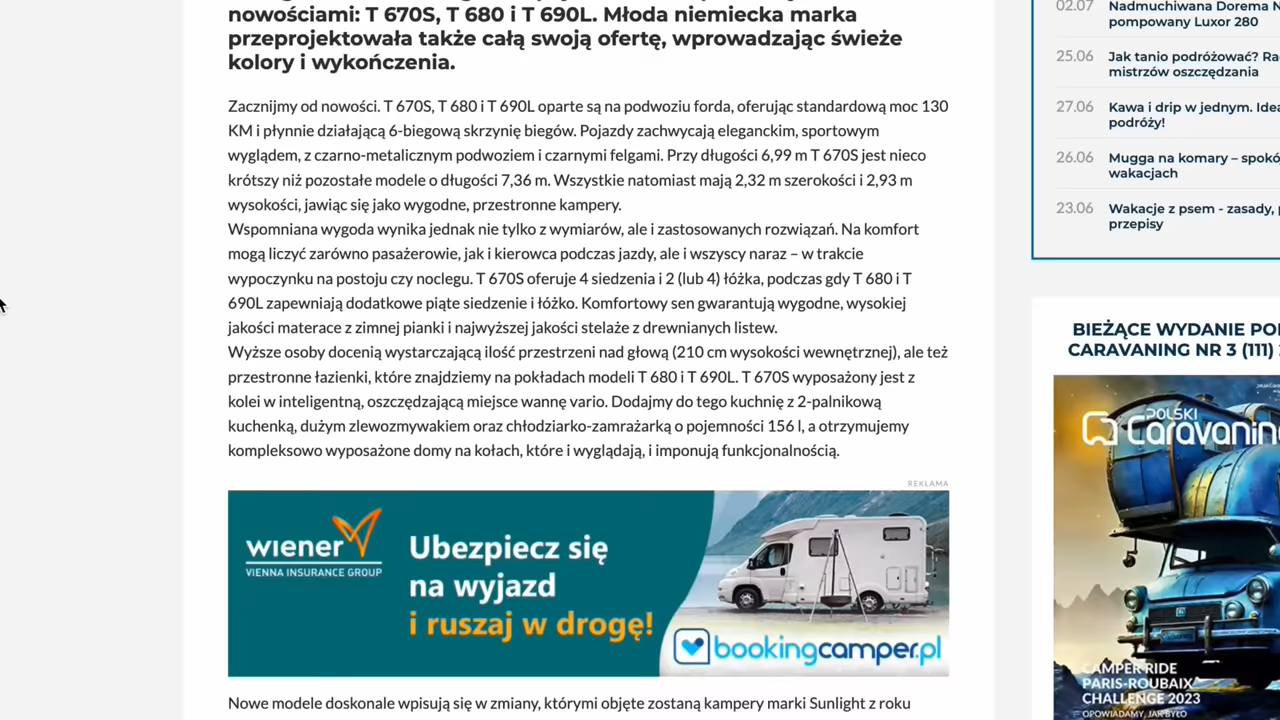 nowościami: T 670S, T 680 i T 690L. Młoda niemiecka marka
przeprojektowała także całą swoją ofertę, wprowadzając świeże
kolory i wykończenia.
Zacznijmy od nowości. T 670S, T 680 i T 690L oparte są na podwoziu forda, oferując standardową moc 130
KM i płynnie działającą 6-biegową skrzynię biegów. Pojazdy zachwycają eleganckim, sportowym
wyglądem, z czarno-metalicznym podwoziem i czarnymi felgami. Przy długości 6,99 m T 670S jest nieco
krótszy niż pozostałe modele o długości 7,36 m. Wszystkie natomiast mają 2,32 m szerokości i 2,93 m
wysokości, jawiąc się jako wygodne, przestronne kampery.
Wspomniana wygoda wynika jednak nie tylko z wymiarów, ale i zastosowanych rozwiązań. Na komfort
mogą liczyć zarówno pasażerowie, jak i kierowca podczas jazdy, ale i wszyscy naraz – w trakcie
wypoczynku na postoju czy noclegu. T 670S oferuje 4 siedzenia i 2 (lub 4) łóżka, podczas gdy T 680 i T
690L zapewniają dodatkowe piąte siedzenie i łóżko. Komfortowy sen gwarantują wygodne, wysokiej
jakości materace z zimnej pianki i najwyższej jakości stelaże z drewnianych listew.
Wyższe osoby docenią wystarczającą ilość przestrzeni nad głową (210 cm wysokości wewnętrznej), ale też
przestronne łazienki, które znajdziemy na pokładach modeli T 680 i T 690L. T 670S wyposażony jest z
kolei w inteligentną, oszczędzającą miejsce wannę vario. Dodajmy do tego kuchnię z 2-palnikową
kuchenką, dużym zlewozmywakiem oraz chłodziarko-zamrażarką o pojemności 156 l, a otrzymujemy
kompleksowo wyposażone domy na kołach, które i wyglądają, i imponują funkcjonalnością.
REKLAMA
wiener
VIENNA INSURANCE GROUP
Ubezpiecz się
na wyjazd
i ruszaj w drogę!
bookingcamper.pl
Nowe modele doskonale wpisują się w zmiany, którymi objęte zostaną kampery marki Sunlight z roku
02.07 Nadmuchiwana Dorema
pompowany Luxor 280
25.06 Jak tanio podróżować?
mistrzów oszczędzania
27.06 Kawa i drip w jednym.
podróży!
26.06 Mugga na komary –
wakacjach
23.06 Wakacje z psem - zasady,
przepisy
BIEŻĄCE WYDANIE
CARAVANING NR 3 (111)
POLSKI
Caravaning
CAMPER RIDE
PARIS-ROUBAIX
CHALLENGE 2023
OPOWIADAMY, JAK BYŁO